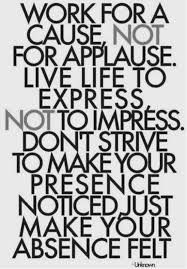 WORK FOR A
CAUSE, NOT
FOR APPLAUSE.
LIVE LIFE TO
EXPRESS,
NOT TO IMPRESS.
DON'T STRIVE
TO MAKE YOUR
PRESENCE
NOTICED,JUST
MAKE YOUR
ABSENCE FELT
-Unknown